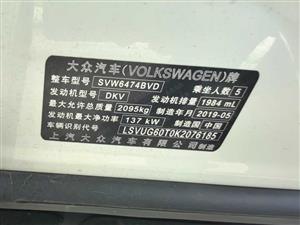 大众汽车(VOLKSWAGEN)牌
整车型号 SVW6474BVD 乘坐人数 5
发动机型号 DKV 发动机排量 1984 mL
最大允许总质量 2095kg 制造年月 2019-05
发动机最大净功率 137 kW 制造国 中国
车辆识别代号 LSVUG60T0K2076185
上汽大众汽车有限公司制造